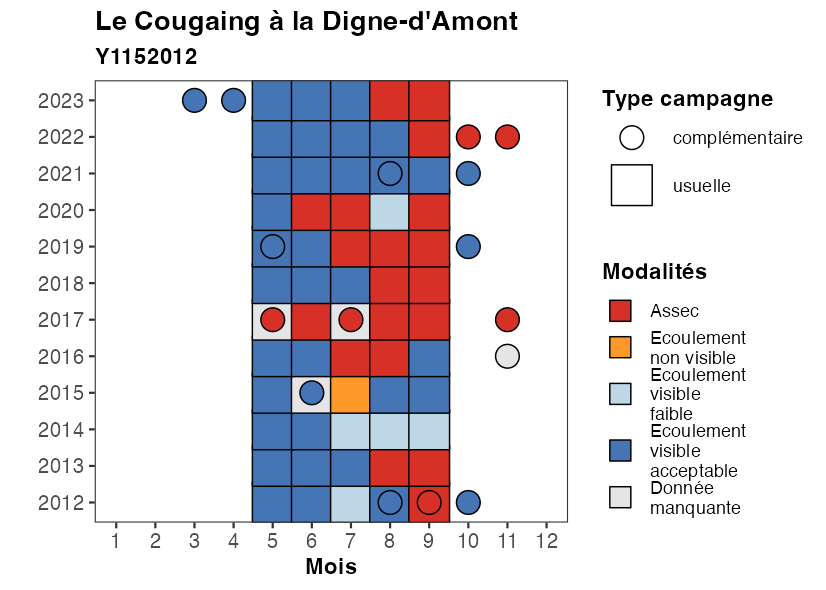 Le Cougaing à la Digne-d'Amont
Y1152012
2023
2022
2021
2020
2019
2018
2017
2016
2015
2014
2013
2012
1 2 3 4 5 6 7 8 9 10 11 12
Mois
Type campagne
complémentaire
usuelle
Modalités
Assec
Ecoulement
non visible
Ecoulement
visible
faible
Ecoulement
visible
acceptable
Donnée
manquante